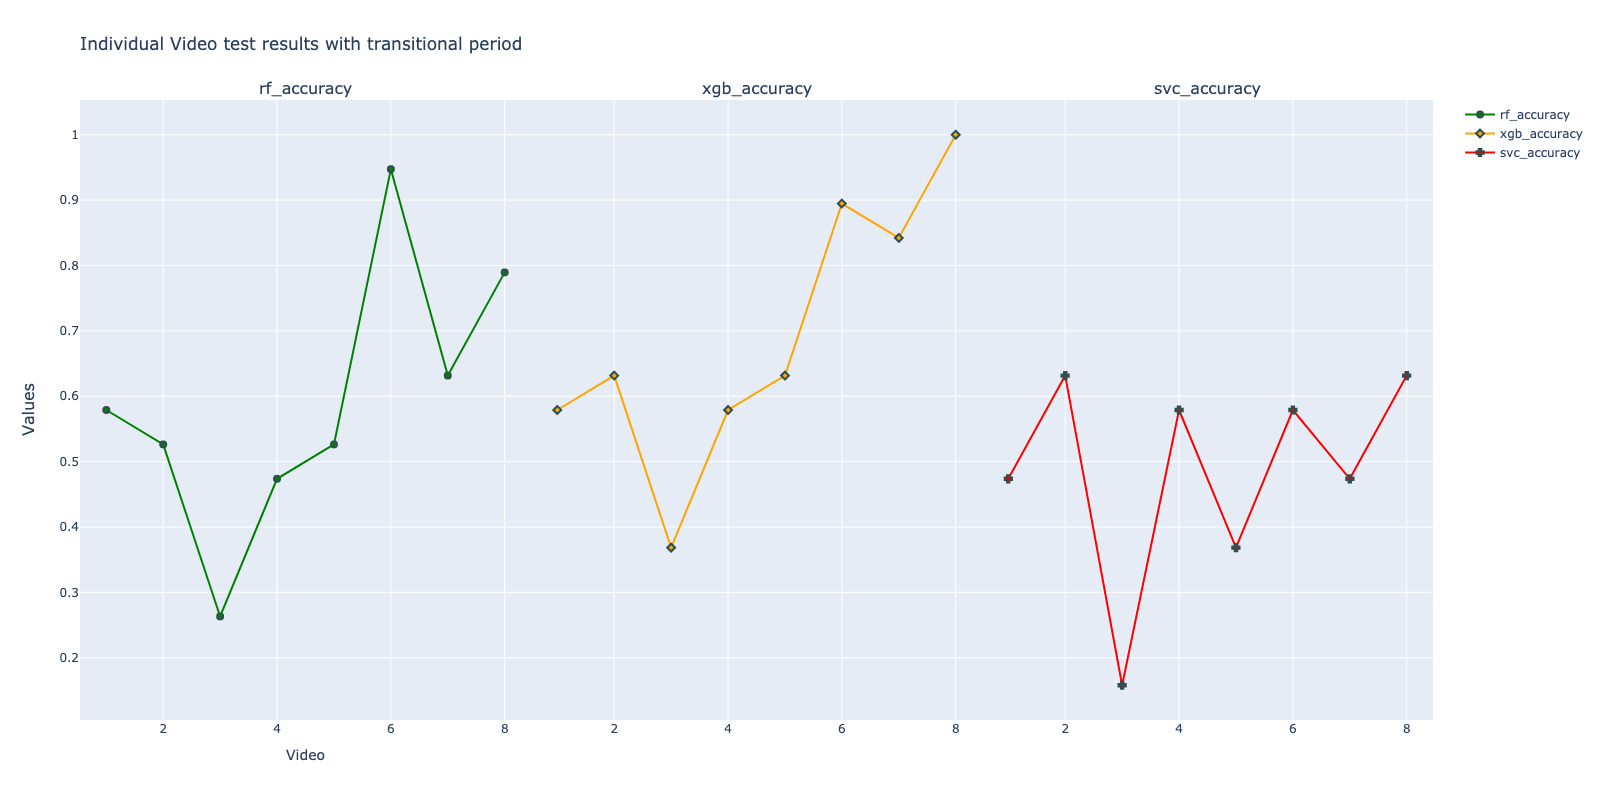 Individual Video test results with transitional period
rf_accuracy
xgb_accuracy
svc_accuracy
rf_accuracy
xgb_accuracy
svc_accuracy
1
0.9
0.8
0.7
0.6
0.5
0.4
0.3
0.2
Values
2 4 6 8
2 4 6 8
2 4 6 8
Video